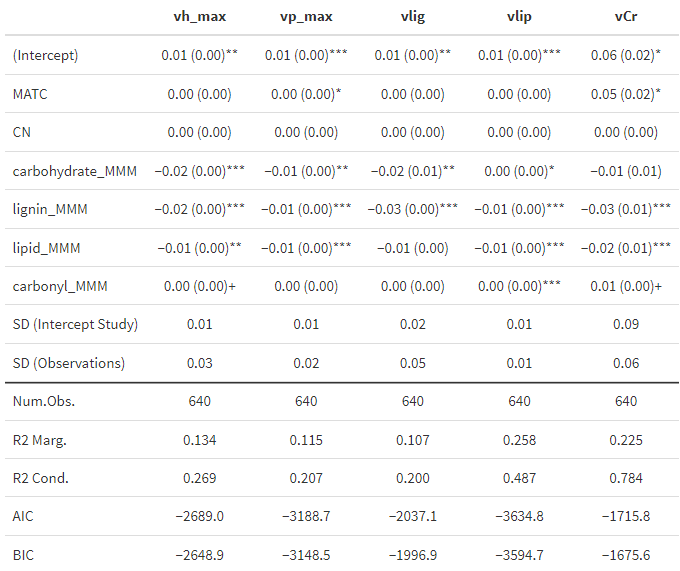 vh_max vp_max vlig vlip vCr
(Intercept) 0.01 (0.00)** 0.01 (0.00)*** 0.01 (0.00)** 0.01 (0.00)*** 0.06 (0.02)*
MATC 0.00 (0.00) 0.00 (0.00)* 0.00 (0.00) 0.00 (0.00) 0.05 (0.02)*
CN 0.00 (0.00) 0.00 (0.00) 0.00 (0.00) 0.00 (0.00) 0.00 (0.00)
carbohydrate_MMM −0.02 (0.00)*** −0.01 (0.00)** −0.02 (0.01)** 0.00 (0.00)* −0.01 (0.01)
lignin_MMM −0.02 (0.00)*** −0.01 (0.00)*** −0.03 (0.00)*** −0.01 (0.00)*** −0.03 (0.01)***
lipid_MMM −0.01 (0.00)** −0.01 (0.00)*** −0.01 (0.00) −0.01 (0.00)*** −0.02 (0.01)***
carbonyl_MMM 0.00 (0.00)+ 0.00 (0.00) 0.00 (0.00) 0.00 (0.00)*** 0.01 (0.00)+
SD (Intercept Study) 0.01 0.01 0.02 0.01 0.09
SD (Observations) 0.03 0.02 0.05 0.01 0.06
Num.Obs. 640 640 640 640 640
R2 Marg. 0.134 0.115 0.107 0.258 0.225
R2 Cond. 0.269 0.207 0.200 0.487 0.784
AIC −2689.0 −3188.7 −2037.1 −3634.8 −1715.8
BIC −2648.9 −3148.5 −1996.9 −3594.7 −1675.6